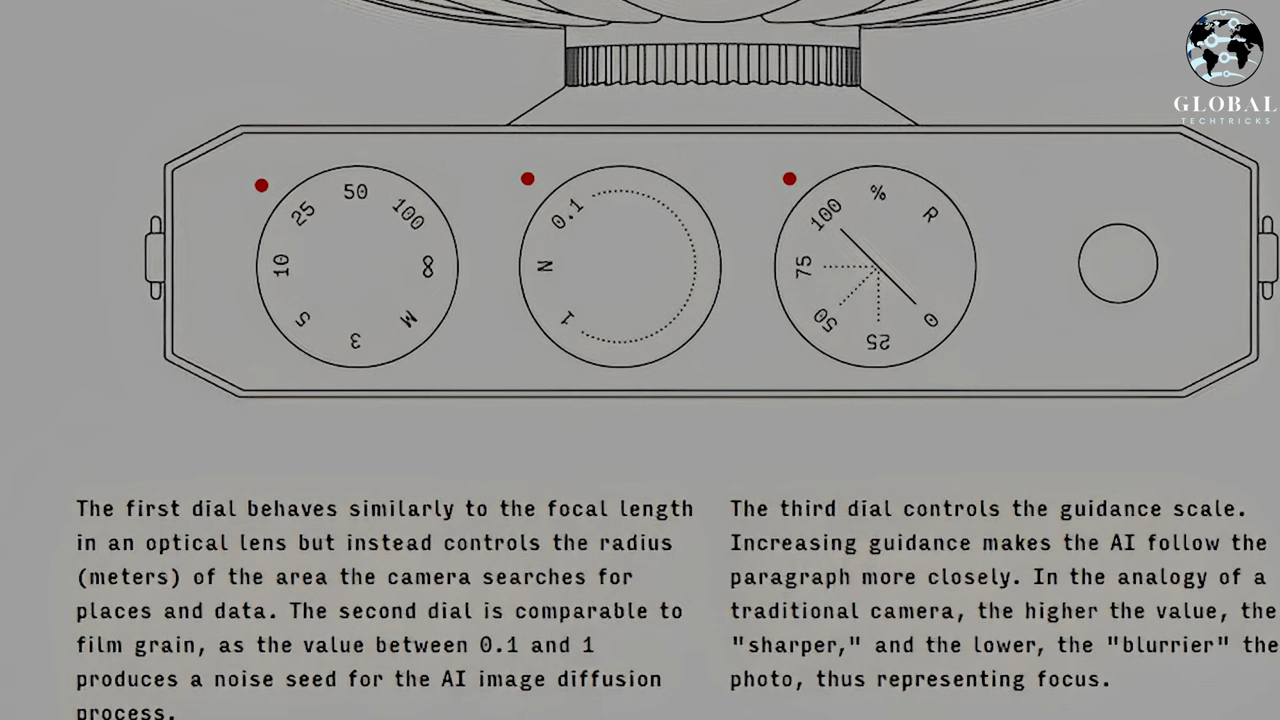 GLOBAL
TECHTRICKS
50
25
100
10
∞
5
M
3
0.1
N
1
%
100
R
75
50
0
25
The first dial behaves similarly to the focal length
in an optical lens but instead controls the radius
(meters) of the area the camera searches for
places and data. The second dial is comparable to
film grain, as the value between 0.1 and 1
produces a noise seed for the AI image diffusion
process.
The third dial controls the guidance scale.
Increasing guidance makes the AI follow the
paragraph more closely. In the analogy of a
traditional camera, the higher the value, the
"sharper," and the lower, the "blurrier" the
photo, thus representing focus.